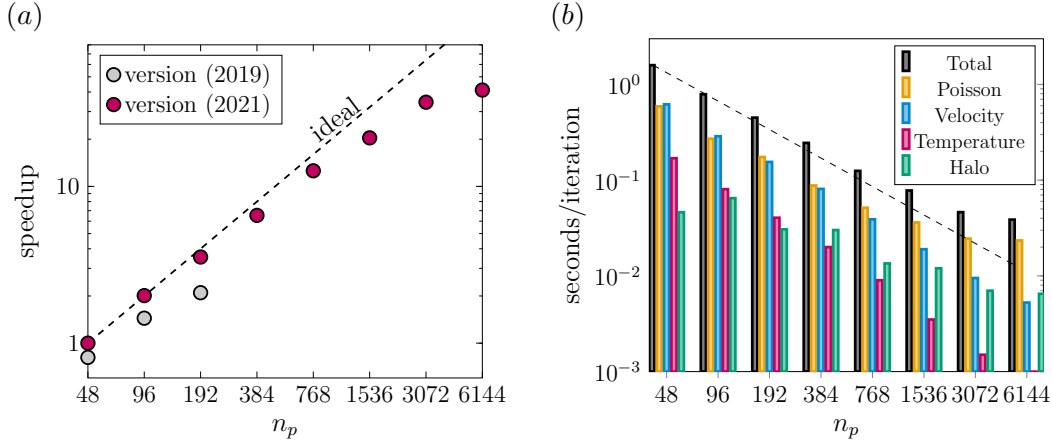 (a)
version (2019)
version (2021)
ideal
speedup
10
1
48 96 192 384 768 1536 3072 6144
n_p
(b)
Total
Poisson
Velocity
Temperature
Halo
seconds/iteration
10^0
10^{-1}
10^{-2}
10^{-3}
48 96 192 384 768 1536 3072 6144
n_p